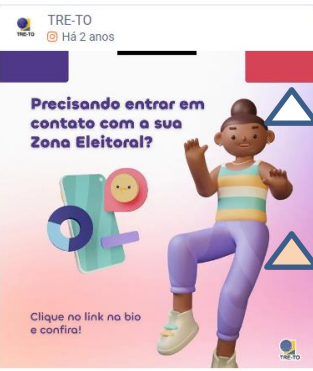 TRE-TO
TRE-TO
Há 2 anos
Precisando entrar em
contato com a sua
Zona Eleitoral?
Clique no link na bio
e confira!
TRE-TO